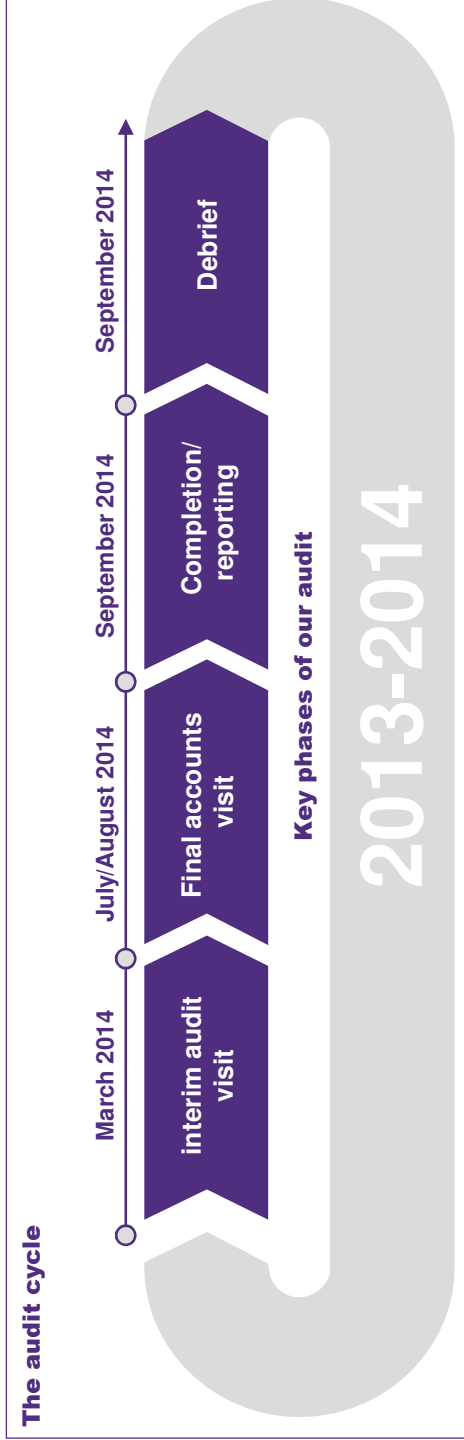 The audit cycle
March 2014
July/August 2014
September 2014
September 2014
interim audit
visit
Final accounts
visit
Completion/
reporting
Debrief
Key phases of our audit
2013-2014